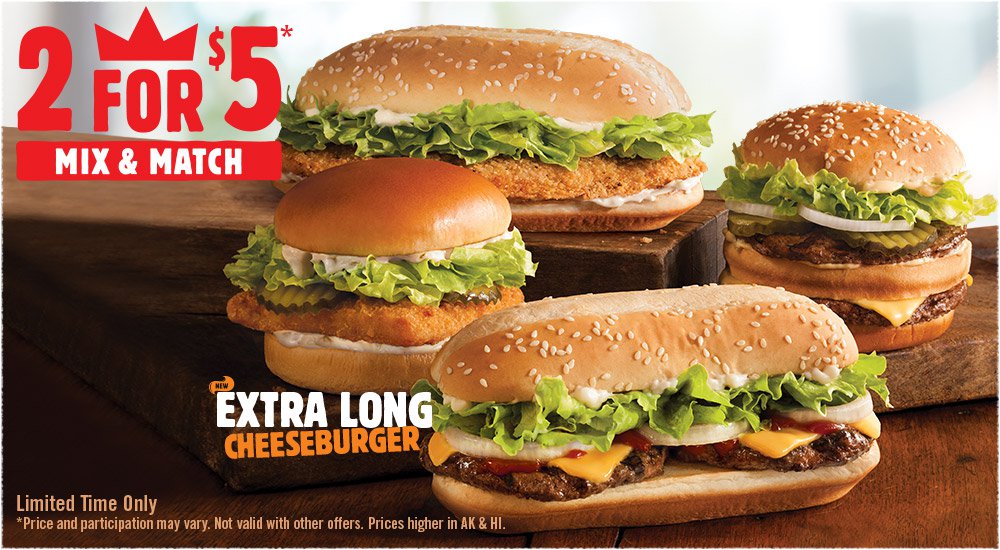 2 FOR $5*
MIX & MATCH
NEW
EXTRA LONG
CHEESEBURGER
Limited Time Only
*Price and participation may vary. Not valid with other offers. Prices higher in AK & HI.